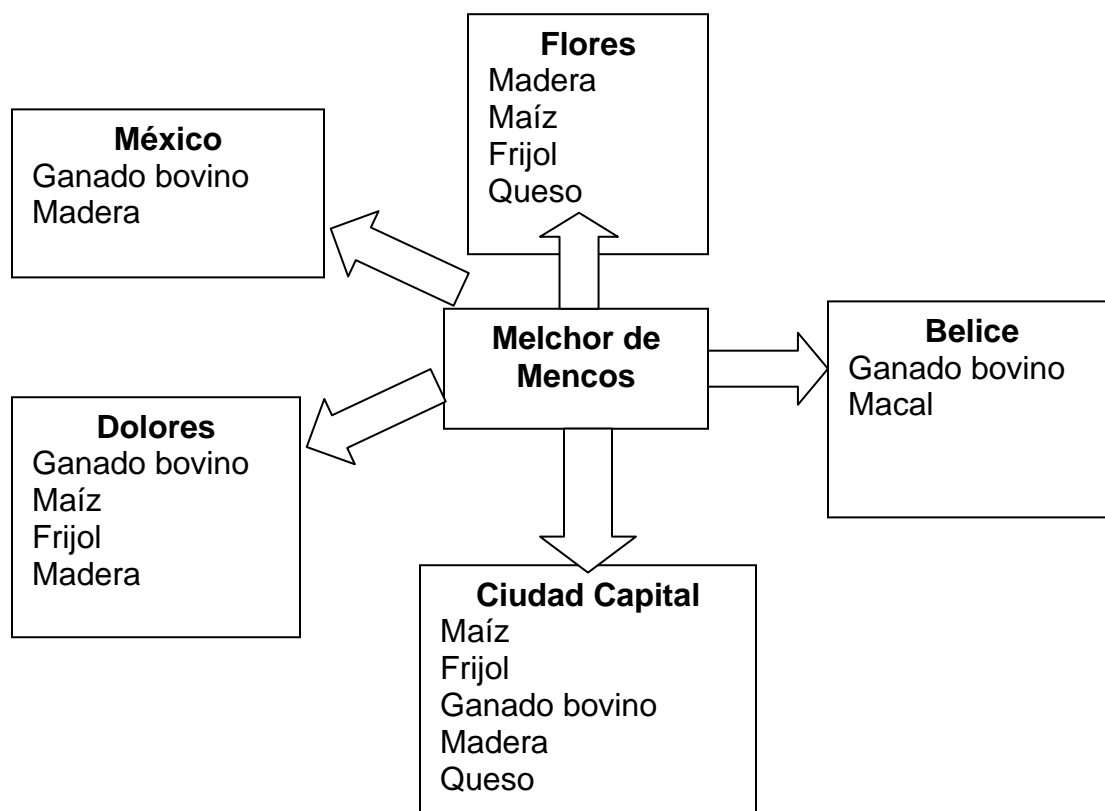 Flores
Madera
Maíz
Frijol
Queso
México
Ganado bovino
Madera
Melchor de
Mencos
Belice
Ganado bovino
Macal
Dolores
Ganado bovino
Maíz
Frijol
Madera
Ciudad Capital
Maíz
Frijol
Ganado bovino
Madera
Queso